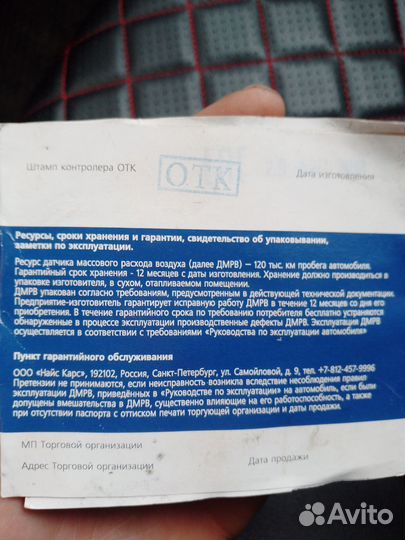 Штамп контролера ОТК
ОТК
Дата изготовления
Ресурсы, сроки хранения и гарантии, свидетельство об упаковывании,
заметки по эксплуатации.
Ресурс датчика массового расхода воздуха (далее ДМРВ) – 120 тыс. км пробега автомобиля.
Гарантийный срок хранения - 12 месяцев с даты изготовления. Хранение должно производиться в
упаковке изготовителя, в сухом, отапливаемом помещении.
ДМРВ упакован согласно требованиям, предусмотренным в действующей технической документации.
Предприятие-изготовитель гарантирует исправную работу ДМРВ в течение 12 месяцев со дня его
приобретения. В течение гарантийного срока по требованию потребителя бесплатно устраняются
обнаруженные в процессе эксплуатации производственные дефекты ДМРВ. Эксплуатация ДМРВ
осуществляется в соответствии с требованиями «Руководства по эксплуатации автомобиля»
Пункт гарантийного обслуживания
ООО «Найс Карс», 192102, Россия, Санкт-Петербург, ул. Самойловой, д. 9, тел. +7-812-457-9996
Претензии не принимаются, если неисправность возникла вследствие несоблюдения правил
эксплуатации ДМРВ, приведённых в «Руководстве по эксплуатации» на автомобиль, если были
допущены вмешательства в ДМРВ, существенно влияющие на его работоспособность, а также
при отсутствии паспорта с оттиском печати торгующей организации и даты продажи.
МП Торговой организации
Адрес Торговой организации
Дата продажи
Avito